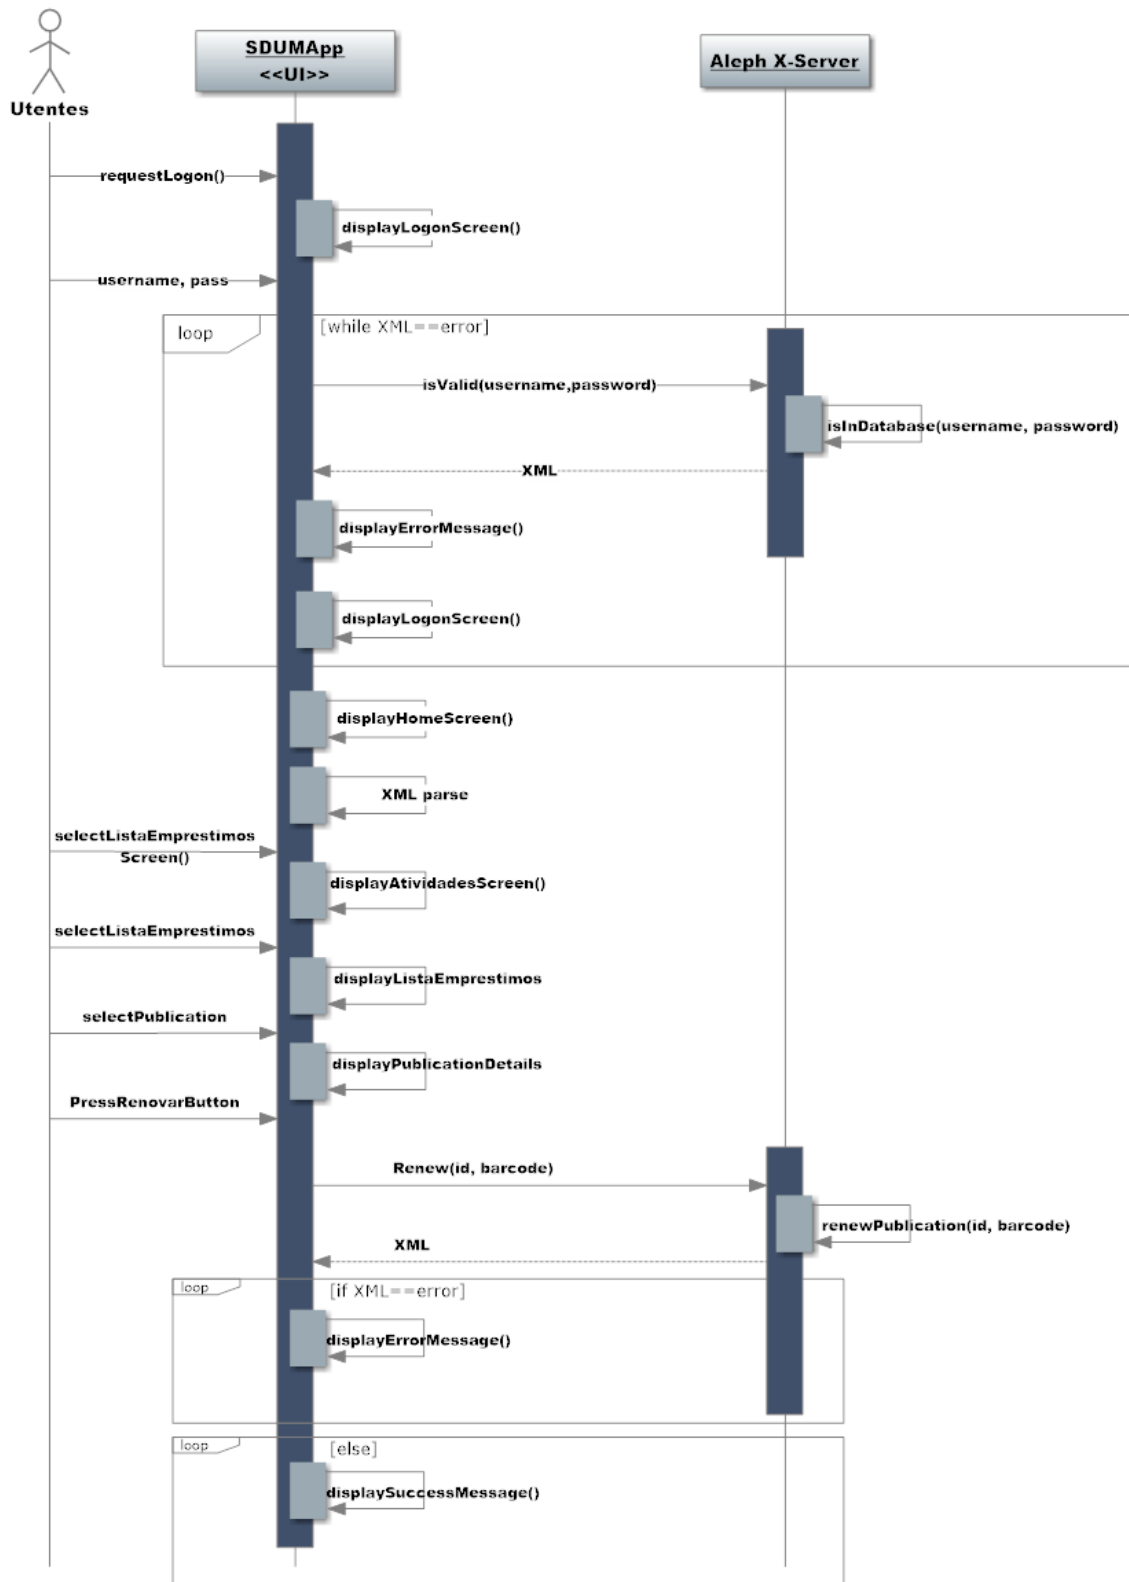 SDUMApp
<<UI>>
Aleph X-Server
Utentes
requestLogon()
displayLogonScreen()
username, pass
loop
[while XML==error]
isValid(username,password)
isInDatabase(username, password)
XML
displayErrorMessage()
displayLogonScreen()
displayHomeScreen()
XML parse
selectListaEmprestimos
Screen()
displayAtividadesScreen()
selectListaEmprestimos
displayListaEmprestimos
selectPublication
displayPublicationDetails
PressRenovarButton
Renew(id, barcode)
renewPublication(id, barcode)
XML
loop
[if XML==error]
displayErrorMessage()
loop
[else]
displaySuccessMessage()